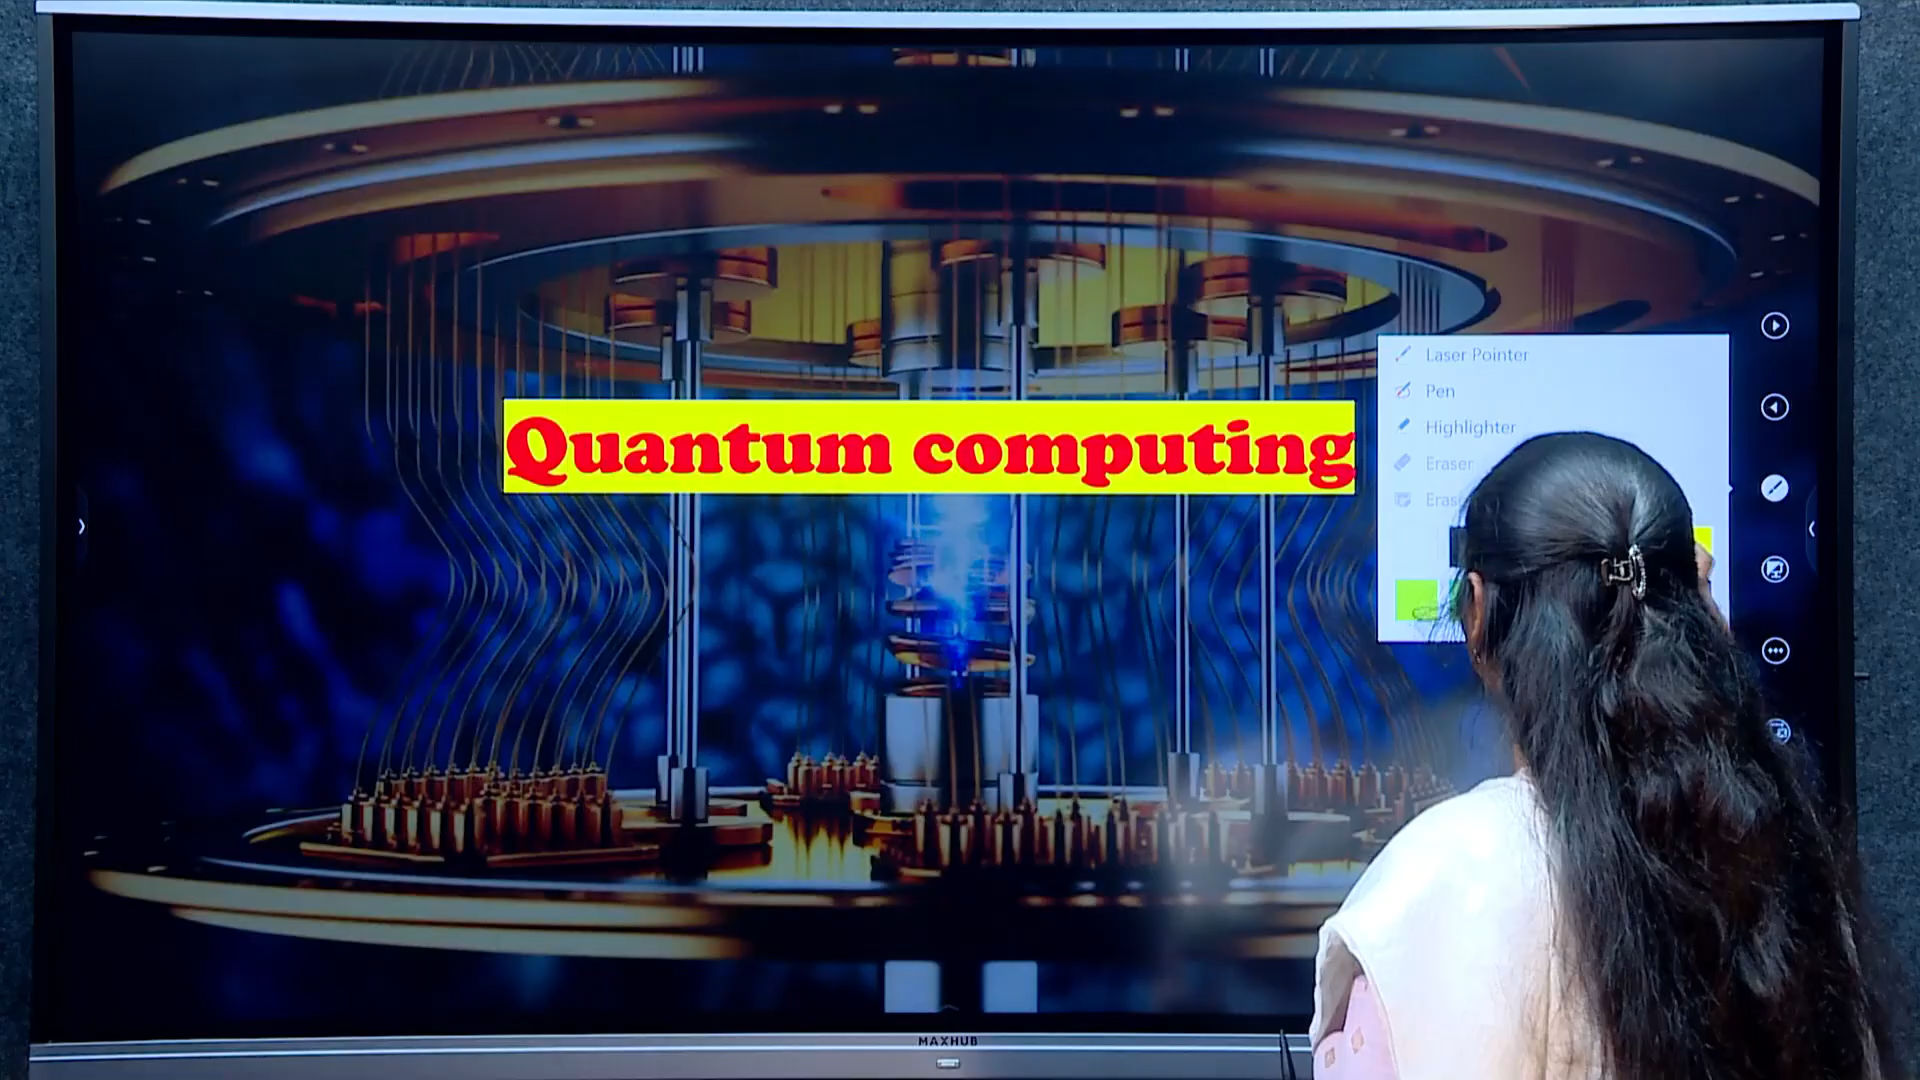 Quantum computing
Laser Pointer
Pen
Highlighter
Eraser
MAXHUB